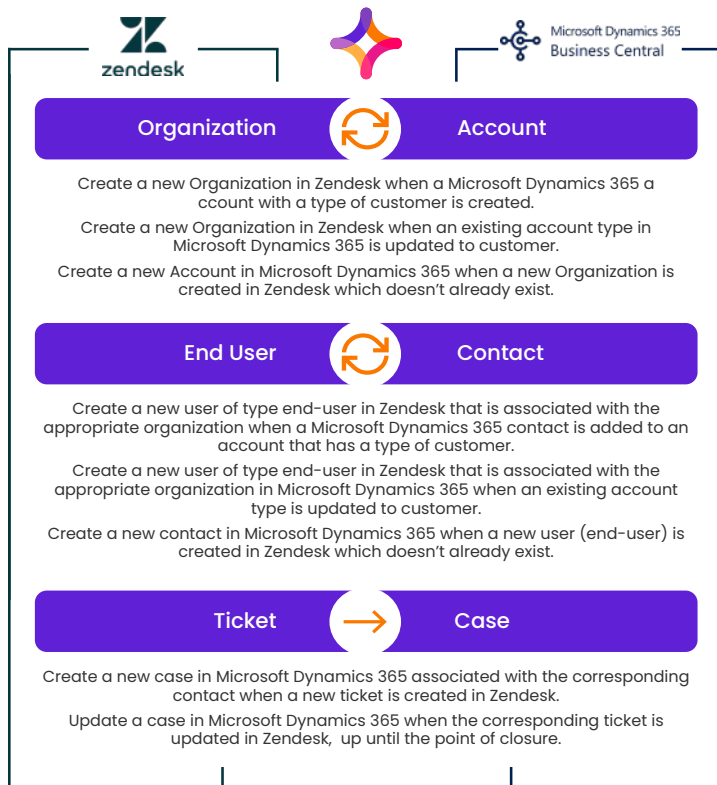 zendesk
Microsoft Dynamics 365
Business Central
Organization
Account
Create a new Organization in Zendesk when a Microsoft Dynamics 365 a
ccount with a type of customer is created.
Create a new Organization in Zendesk when an existing account type in
Microsoft Dynamics 365 is updated to customer.
Create a new Account in Microsoft Dynamics 365 when a new Organization is
created in Zendesk which doesn’t already exist.
End User
Contact
Create a new user of type end-user in Zendesk that is associated with the
appropriate organization when a Microsoft Dynamics 365 contact is added to an
account that has a type of customer.
Create a new user of type end-user in Zendesk that is associated with the
appropriate organization in Microsoft Dynamics 365 when an existing account
type is updated to customer.
Create a new contact in Microsoft Dynamics 365 when a new user (end-user) is
created in Zendesk which doesn’t already exist.
Ticket
Case
Create a new case in Microsoft Dynamics 365 associated with the corresponding
contact when a new ticket is created in Zendesk.
Update a case in Microsoft Dynamics 365 when the corresponding ticket is
updated in Zendesk, up until the point of closure.